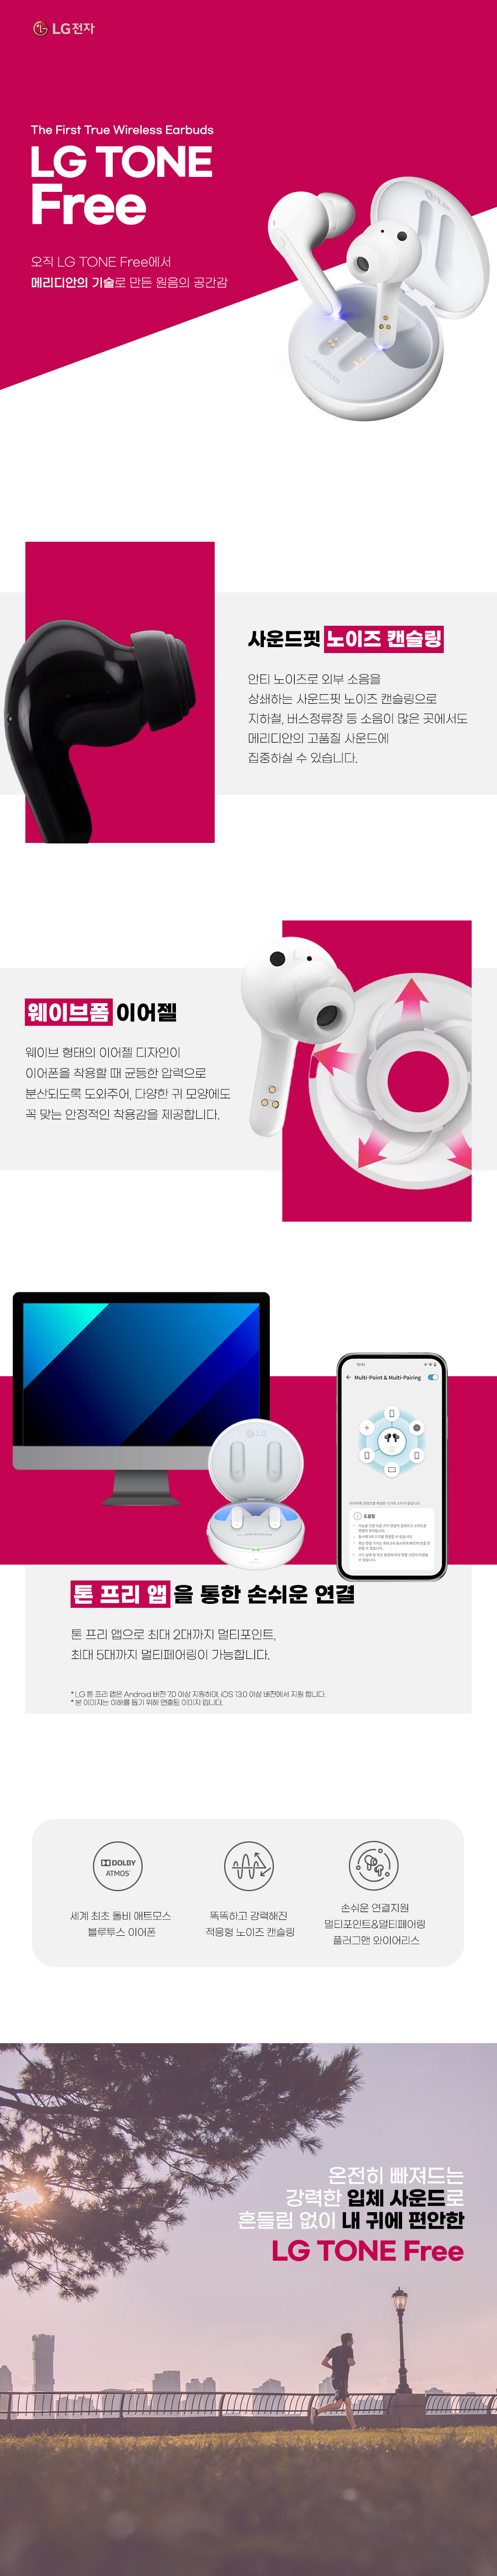 LG전자
The First True Wireless Earbuds
LG TONE
Free
오직 LG TONE Free에서
메리디안의 기술로 만든 원음의 공간감
MERIDIAN
사운드핏 노이즈 캔슬링
안티 노이즈로 외부 소음을
상쇄하는 사운드핏 노이즈 캔슬링으로
지하철, 버스정류장 등 소음이 많은 곳에서도
메리디안의 고품질 사운드에
집중하실 수 있습니다.
웨이브폼 이어젤
웨이브 형태의 이어젤 디자인이
이어폰을 착용할 때 균등한 압력으로
분산되도록 도와주어, 다양한 귀 모양에도
꼭 맞는 안정적인 착용감을 제공합니다.
Multi-Point & Multi-Pairing
LG
도움말
톤 프리 앱을 통한 손쉬운 연결
톤 프리 앱으로 최대 2대까지 멀티포인트,
최대 5대까지 멀티페어링이 가능합니다.
* LG 톤 프리 앱은 Android 버전 7.0 이상 지원하며, iOS 13.0 이상 버전에서 지원 합니다.
* 본 이미지는 이해를 돕기 위해 연출된 이미지 입니다.
DOLBY
ATMOS
세계 최초 돌비 애트모스
블루투스 이어폰
똑똑하고 강력해진
적응형 노이즈 캔슬링
손쉬운 연결지원
멀티포인트&멀티페어링
플러그앤 와이어리스
온전히 빠져드는
강력한 입체 사운드로
흔들림 없이 내 귀에 편안한
LG TONE Free